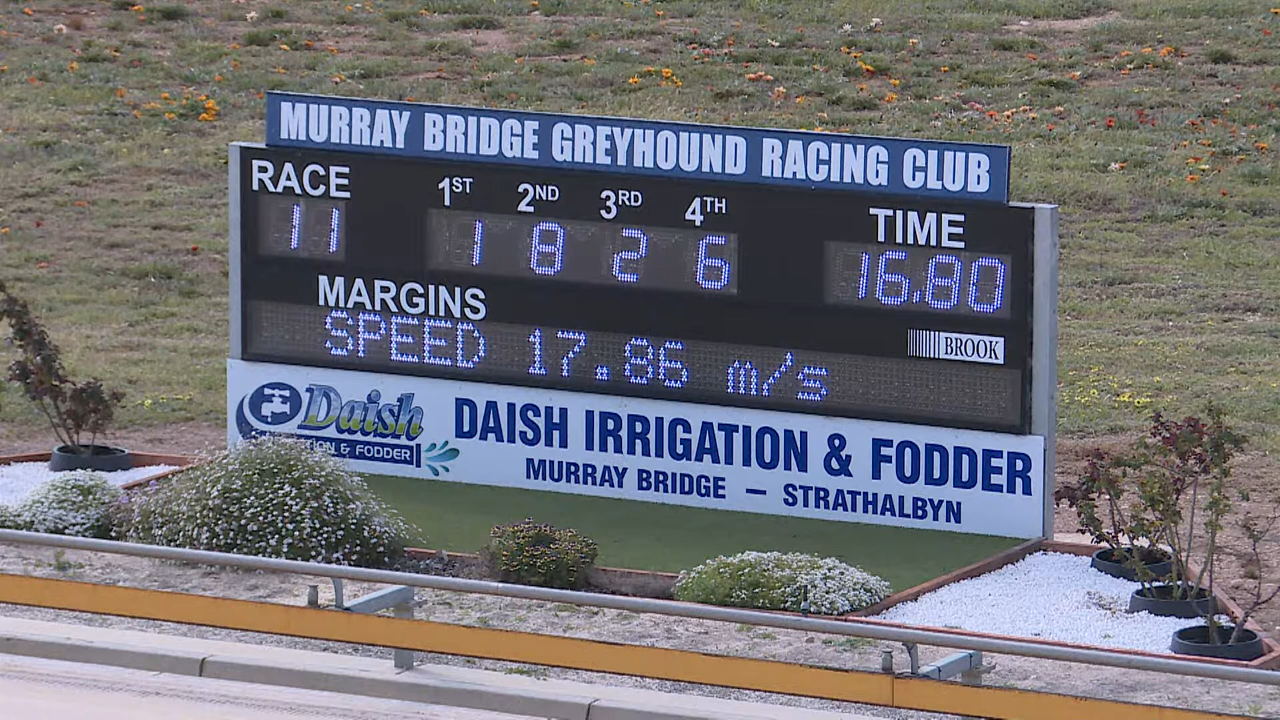 MURRAY BRIDGE GREYHOUND RACING CLUB
RACE 1ST 2ND 3RD 4TH TIME
11 1 8 2 6 16.80
MARGINS
BROOK
SPEED 17.86 m/s
Daish
& FODDER
DAISH IRRIGATION & FODDER
MURRAY BRIDGE – STRATHALBYN